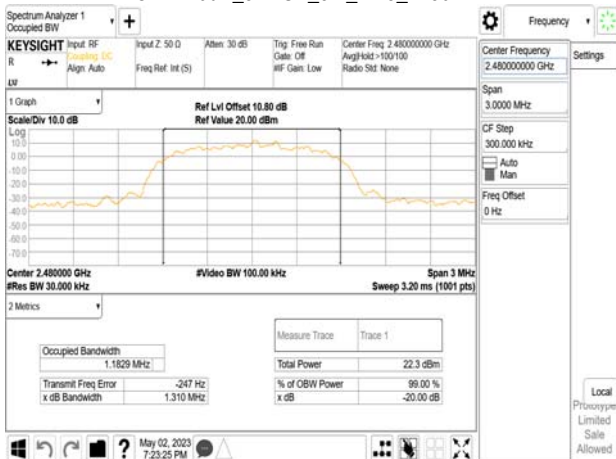 Spectrum Analyzer 1
Occupied BW
+
Frequency
KEYSIGHT
Input: RF
Coupling: DC
Align: Auto
Input Z: 50 Ω
Freq Ref: Int (S)
Atten: 30 dB
Trig: Free Run
Gate: Off
#IF Gain: Low
Center Freq: 2.480000000 GHz
Avg|Hold:>100/100
Radio Std: None
R
LXI
Center Frequency
2.480000000 GHz
Settings
Span
3.0000 MHz
CF Step
300.000 kHz
Auto
Man
Freq Offset
0 Hz
1 Graph
Scale/Div 10.0 dB
Ref Lvl Offset 10.80 dB
Ref Value 20.00 dBm
Log
10.0
0.00
-10.0
-20.0
-30.0
-40.0
-50.0
-60.0
-70.0
Center 2.480000 GHz
#Res BW 30.000 kHz
#Video BW 100.00 kHz
Span 3 MHz
Sweep 3.20 ms (1001 pts)
2 Metrics
Measure Trace
Trace 1
Occupied Bandwidth
1.1829 MHz
Total Power
22.3 dBm
Transmit Freq Error
-247 Hz
% of OBW Power
99.00 %
x dB Bandwidth
1.310 MHz
x dB
-20.00 dB
Local
Prototype
Limited
Sale
Allowed
?
May 02, 2023
7:23:25 PM